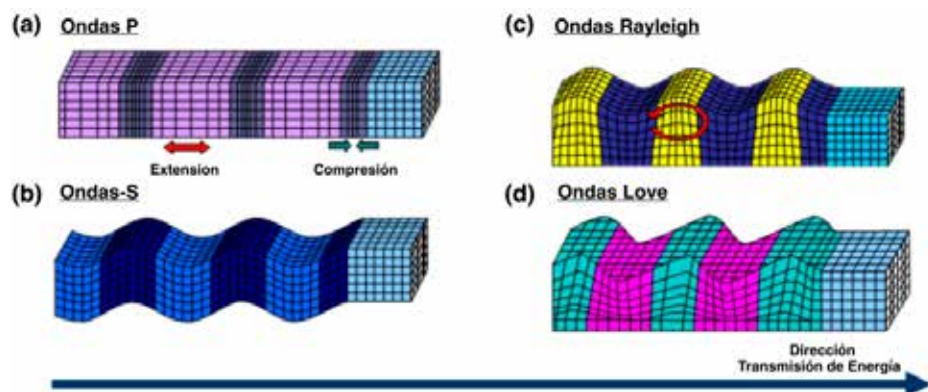 (a) Ondas P
Extension
Compresión
(b) Ondas-S
(c) Ondas Rayleigh
(d) Ondas Love
Dirección
Transmisión de Energía